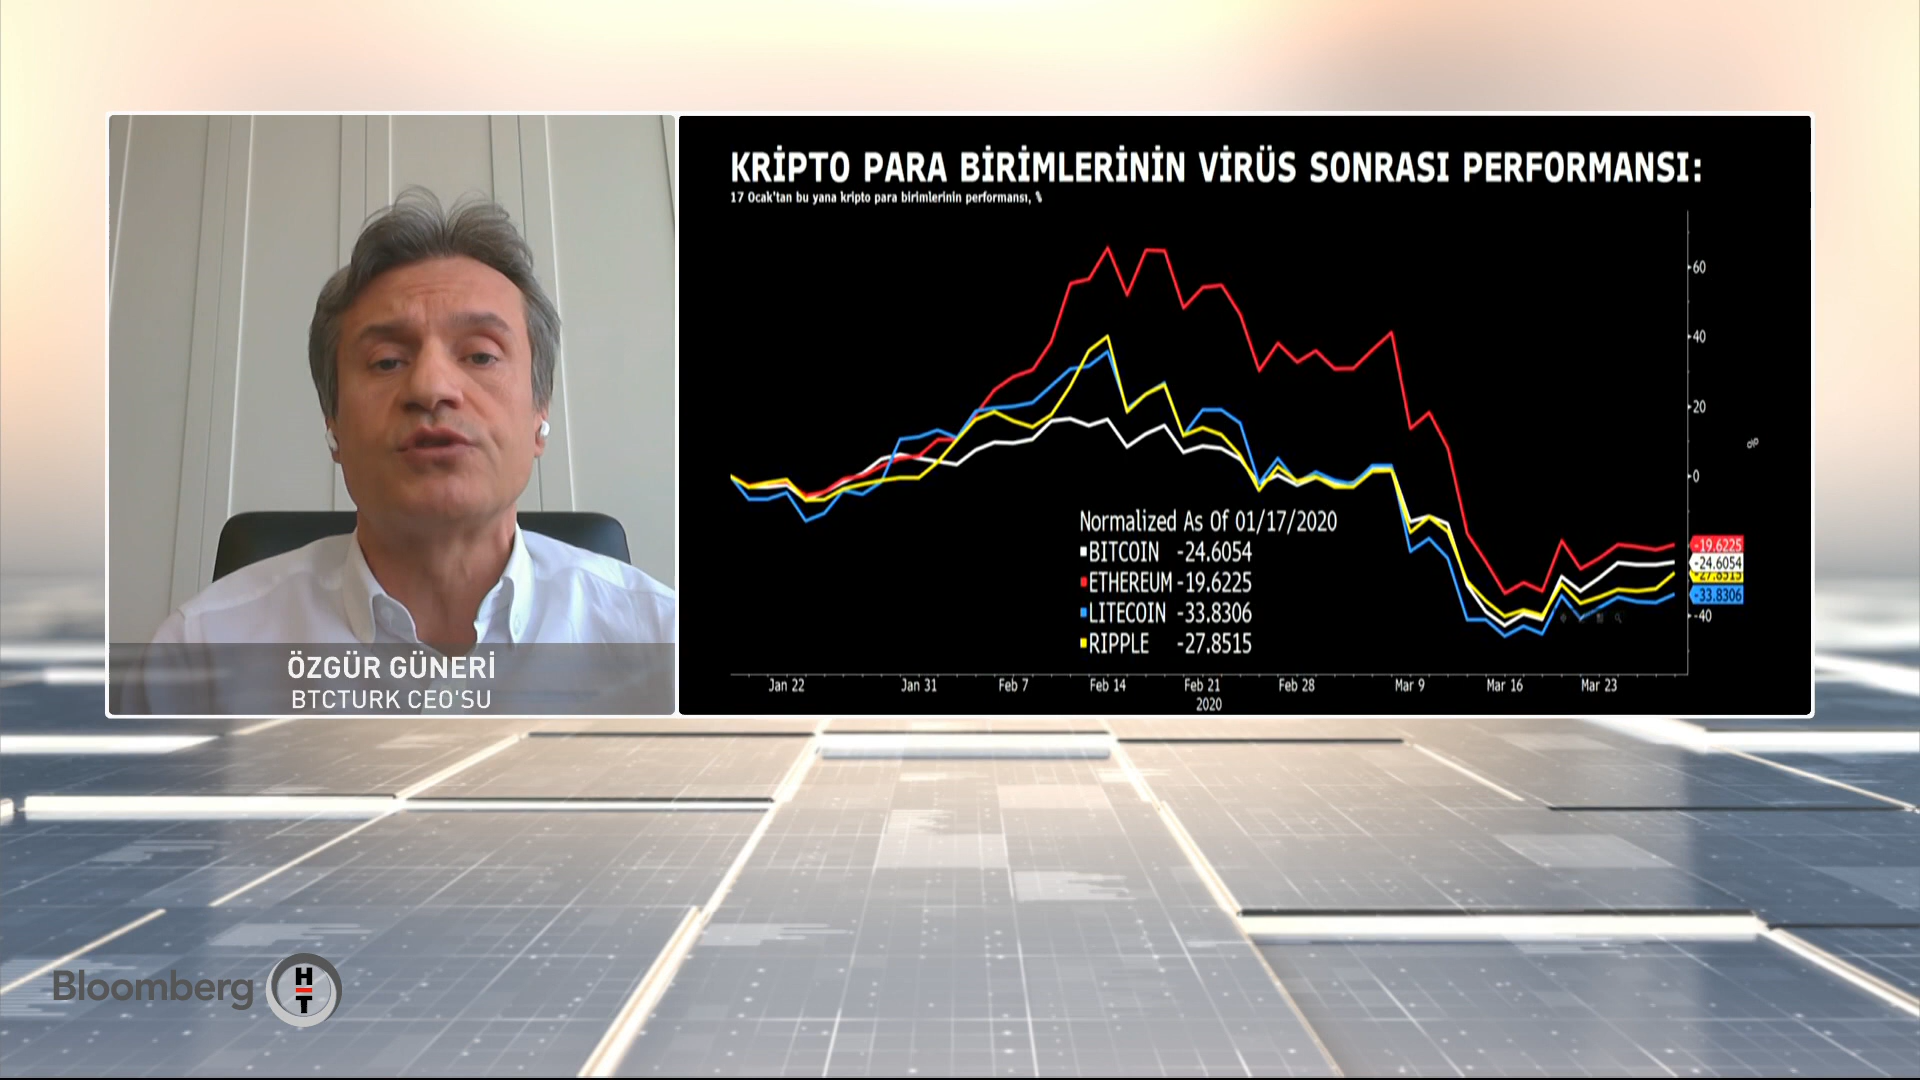 KRİPTO PARA BİRİMLERİNİN VİRÜS SONRASI PERFORMANSI:
17 Ocak'tan bu yana kripto para birimlerinin performansı, %
60
40
20
%
0
-19.6225
-24.6054
-27.8515
-33.8306
-40
Normalized As Of 01/17/2020
BITCOIN -24.6054
ETHEREUM -19.6225
LITECOIN -33.8306
RIPPLE -27.8515
Jan 22 Jan 31 Feb 7 Feb 14 Feb 21 Feb 28 Mar 9 Mar 16 Mar 23
2020
ÖZGÜR GÜNERİ
BTCTURK CEO'SU
Bloomberg HT